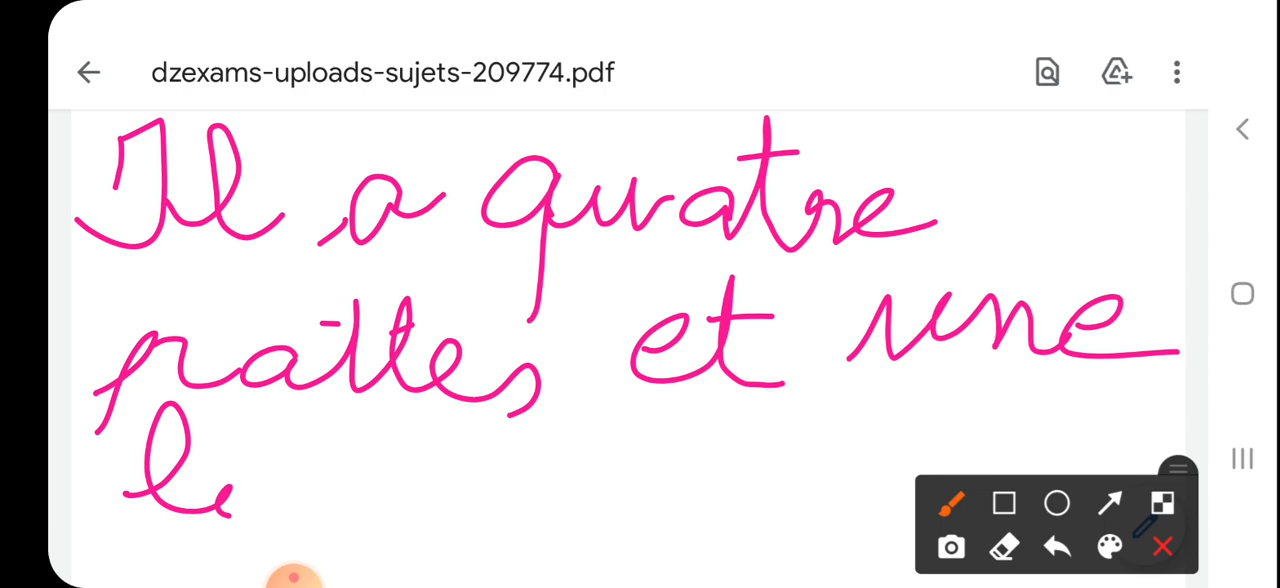 dzexams-uploads-sujets-209774.pdf
Il a quatre
pattes et une